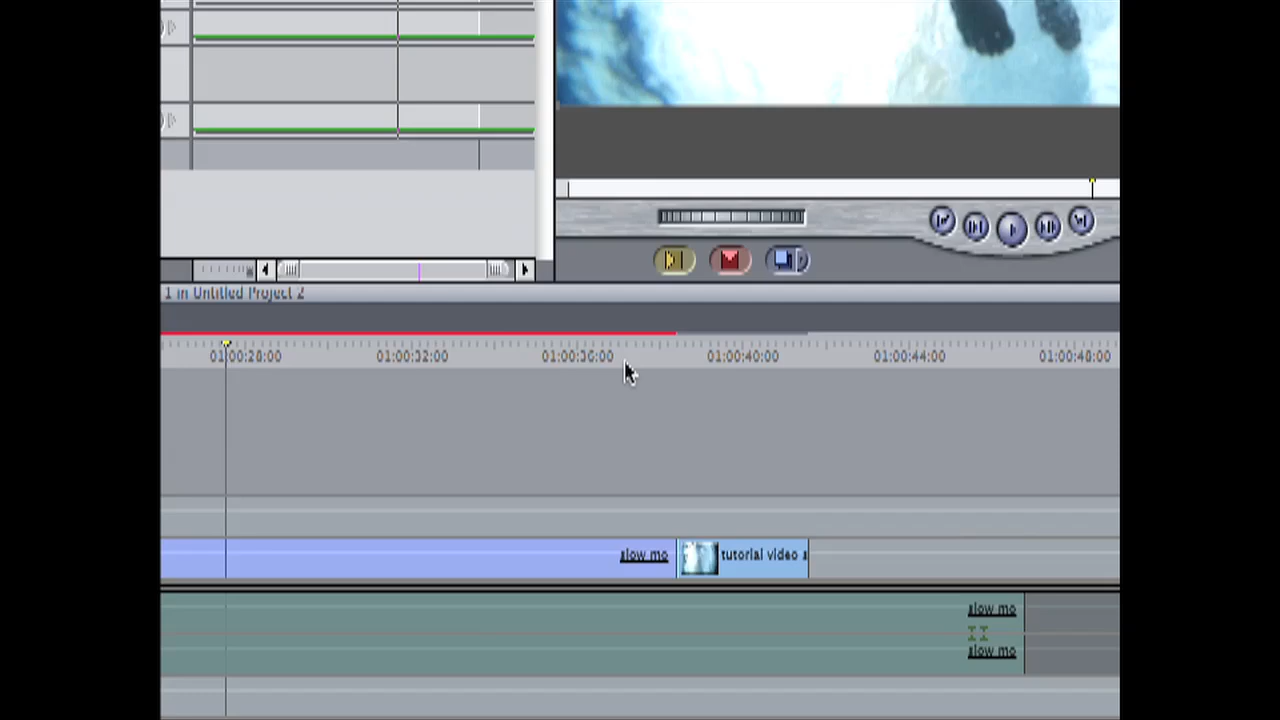 1 in Untitled Project 2
01:00:28:00 01:00:32:00 01:00:36:00 01:00:40:00 01:00:44:00 01:00:48:00
slow mo tutorial video s
slow mo
slow mo